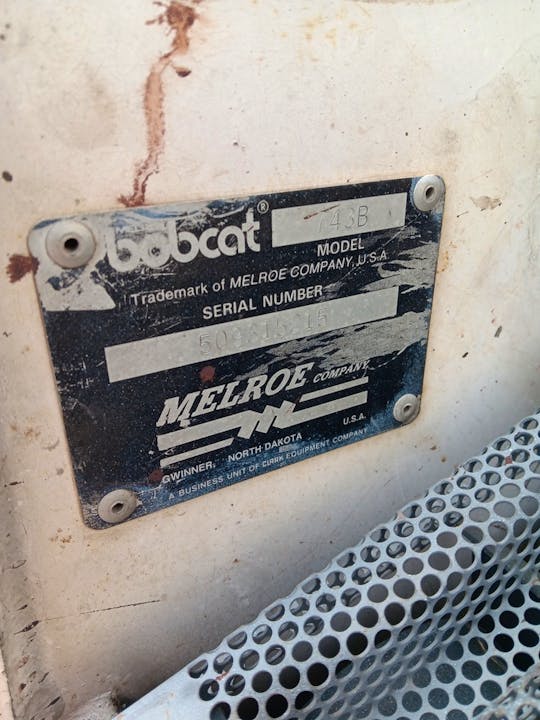 bobcat®
743B
MODEL
Trademark of MELROE COMPANY, U.S.A.
SERIAL NUMBER
MELROE COMPANY
U.S.A.
GWINNER, NORTH DAKOTA
A BUSINESS UNIT OF CLARK EQUIPMENT COMPANY